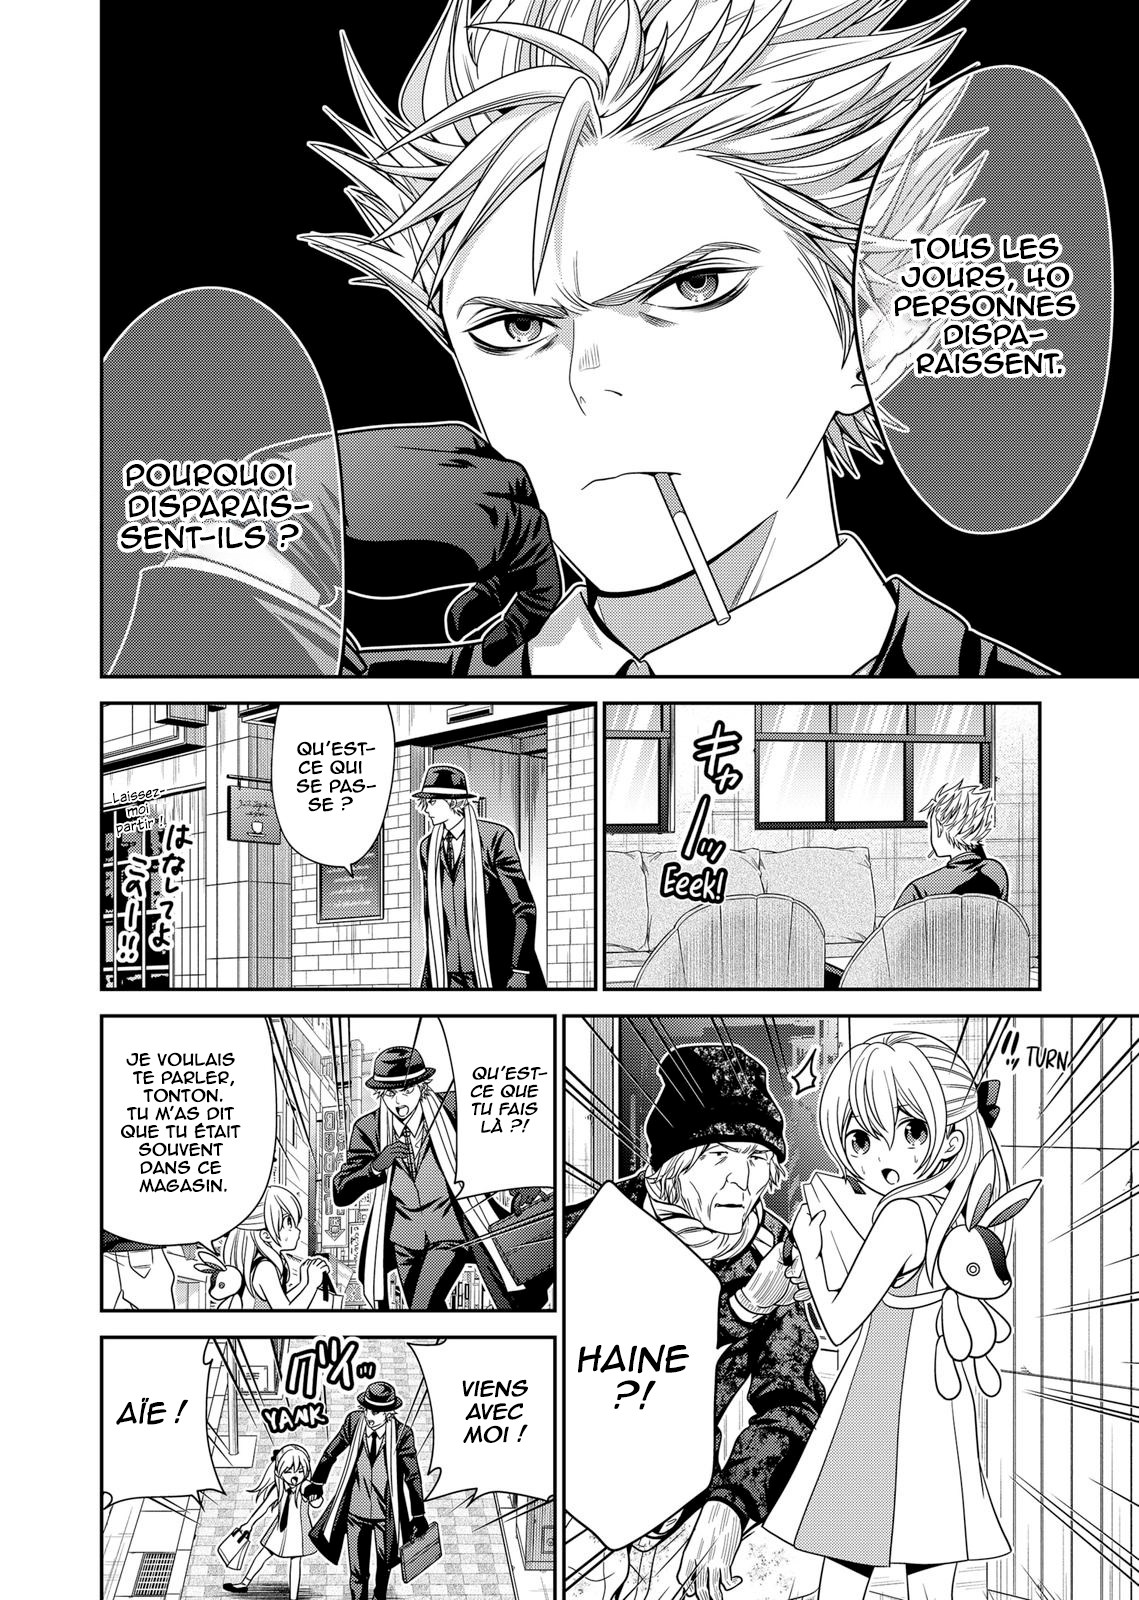 TOUS LES
JOURS, 40
PERSONNES
DISPA-
RAISSENT.
POURQUOI
DISPARAIS-
SENT-ILS ?
キャーッ
Eeek!
QU'EST-
CE QUI
SE PAS-
SE ?
Laissez-
moi
partir !
はなしてよ
このー…!!
TURN
HAINE
?!
QU'EST-
CE QUE
TU FAIS
LÀ ?!
JE VOULAIS
TE PARLER,
TONTON.
TU M'AS DIT
QUE TU ÉTAIT
SOUVENT
DANS CE
MAGASIN.
VIENS
AVEC
MOI !
グイッ
YANK
AÏE !